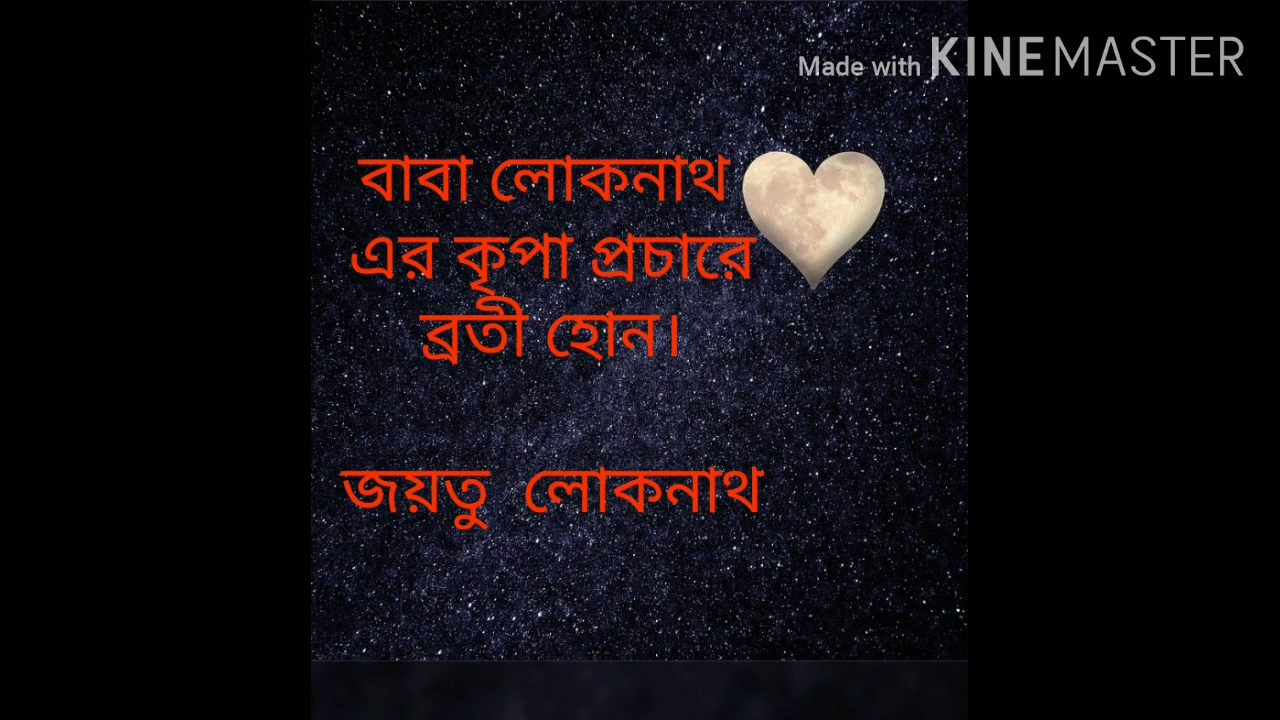 Made with KINEMASTER
বাবা লোকনাথ
এর কৃপা প্রচারে
ব্রতী হোন।
জয়তু লোকনাথ